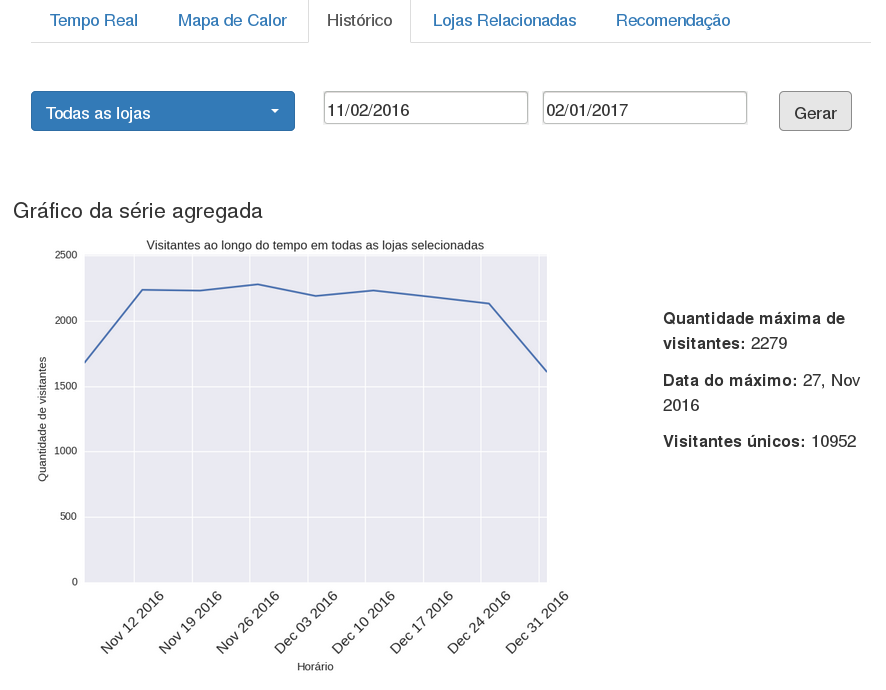 Tempo Real Mapa de Calor Histórico Lojas Relacionadas Recomendação
Todas as lojas 11/02/2016 02/01/2017 Gerar
Gráfico da série agregada
Visitantes ao longo do tempo em todas as lojas selecionadas
2500
2000
1500
1000
500
0
Quantidade de visitantes
Nov 12 2016
Nov 19 2016
Nov 26 2016
Dec 03 2016
Dec 10 2016
Dec 17 2016
Dec 24 2016
Dec 31 2016
Horário
Quantidade máxima de
visitantes: 2279
Data do máximo: 27, Nov
2016
Visitantes únicos: 10952